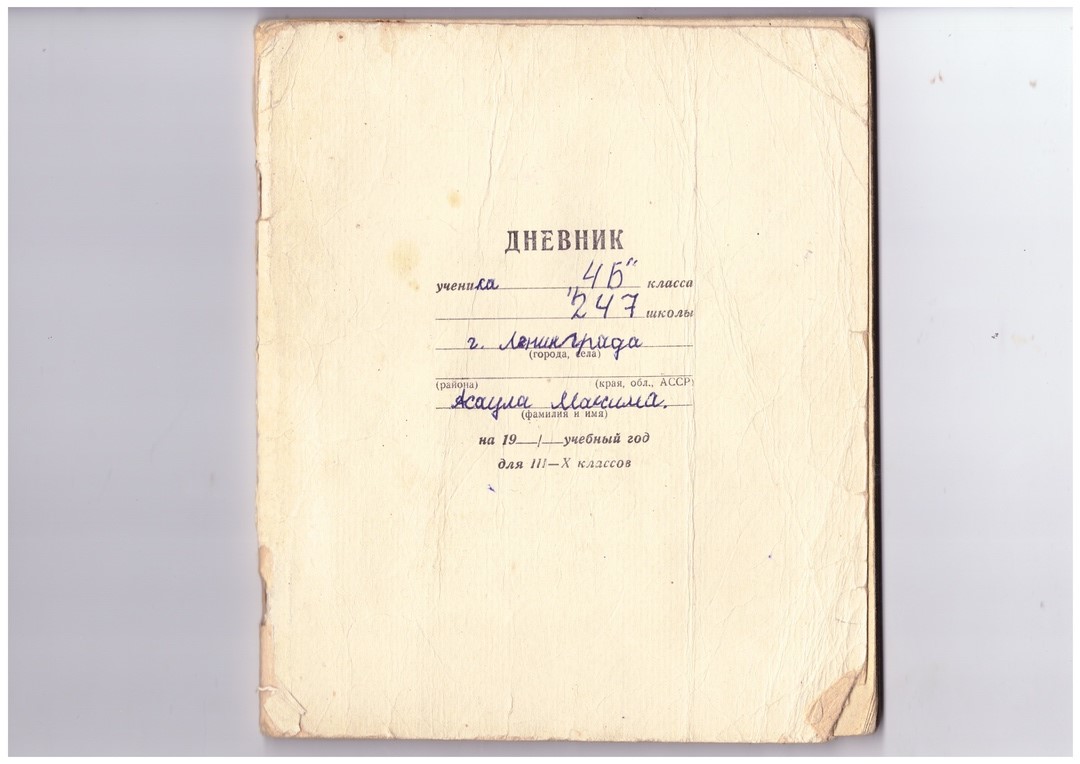 ДНЕВНИК
ученика „4Б“ класса
"247 школы
г. Ленинграда
(города, села)
(района) (края, обл., АССР)
Асаула Максима.
(фамилия и имя)
на 19__/__учебный год
для III—X классов